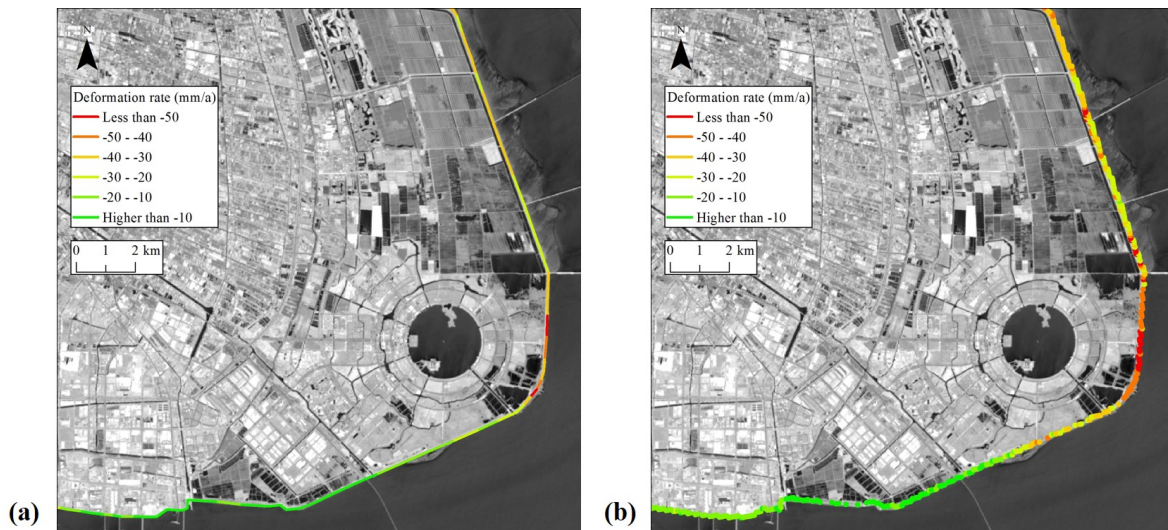 N
Deformation rate (mm/a)
Less than -50
-50 - -40
-40 - -30
-30 - -20
-20 - -10
Higher than -10
0 1 2 km
(a)
N
Deformation rate (mm/a)
Less than -50
-50 - -40
-40 - -30
-30 - -20
-20 - -10
Higher than -10
0 1 2 km
(b)